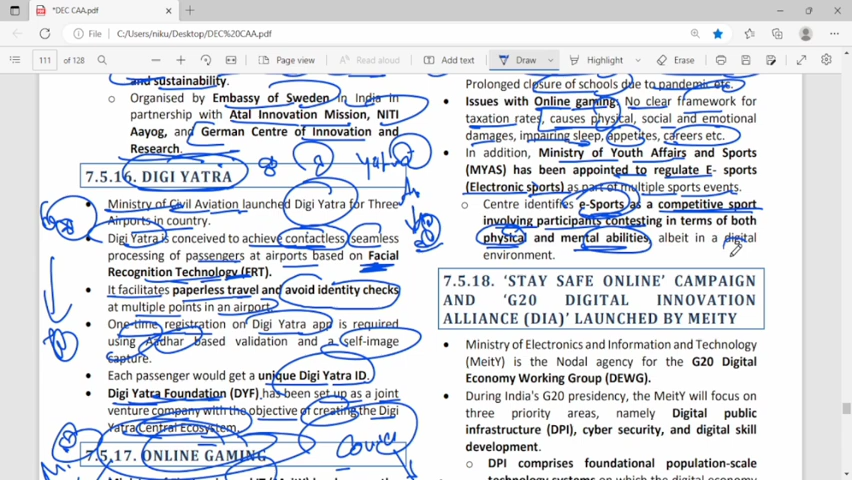 *DEC CAA.pdf
File
C:/Users/niku/Desktop/DEC%20CAA.pdf
111 of 128
Page view
Read aloud
Add text
Draw
Highlight
Erase
and sustainability.
Organised by Embassy of Sweden in India in
partnership with Atal Innovation Mission, NITI
Aayog, and German Centre of Innovation and
Research.
7.5.16. DIGI YATRA
Ministry of Civil Aviation launched Digi Yatra for Three
Airports in country.
Digi Yatra is conceived to achieve contactless, seamless
processing of passengers at airports based on Facial
Recognition Technology (FRT).
It facilitates paperless travel and avoid identity checks
at multiple points in an airport.
One-time registration on Digi Yatra app is required
using Aadhar based validation and a self-image
capture.
Each passenger would get a unique Digi Yatra ID.
Digi Yatra Foundation (DYF), has been set up as a joint
venture company with the objective of creating the Digi
Yatra Central Ecosystem.
7.5.17. ONLINE GAMING
Prolonged closure of schools due to pandemic etc.
Issues with Online gaming: No clear framework for
taxation rates, causes physical, social and emotional
damages, impairing sleep, appetites, careers etc.
In addition, Ministry of Youth Affairs and Sports
(MYAS) has been appointed to regulate E- sports
(Electronic sports) as part of multiple sports events.
Centre identifies e-Sports as a competitive sport
involving participants contesting in terms of both
physical and mental abilities, albeit in a digital
environment.
7.5.18. ‘STAY SAFE ONLINE’ CAMPAIGN
AND ‘G20 DIGITAL INNOVATION
ALLIANCE (DIA)’ LAUNCHED BY MEITY
Ministry of Electronics and Information and Technology
(MeitY) is the Nodal agency for the G20 Digital
Economy Working Group (DEWG).
During India's G20 presidency, the MeitY will focus on
three priority areas, namely Digital public
infrastructure (DPI), cyber security, and digital skill
development.
DPI comprises foundational population-scale
technology systems on which the digital economy